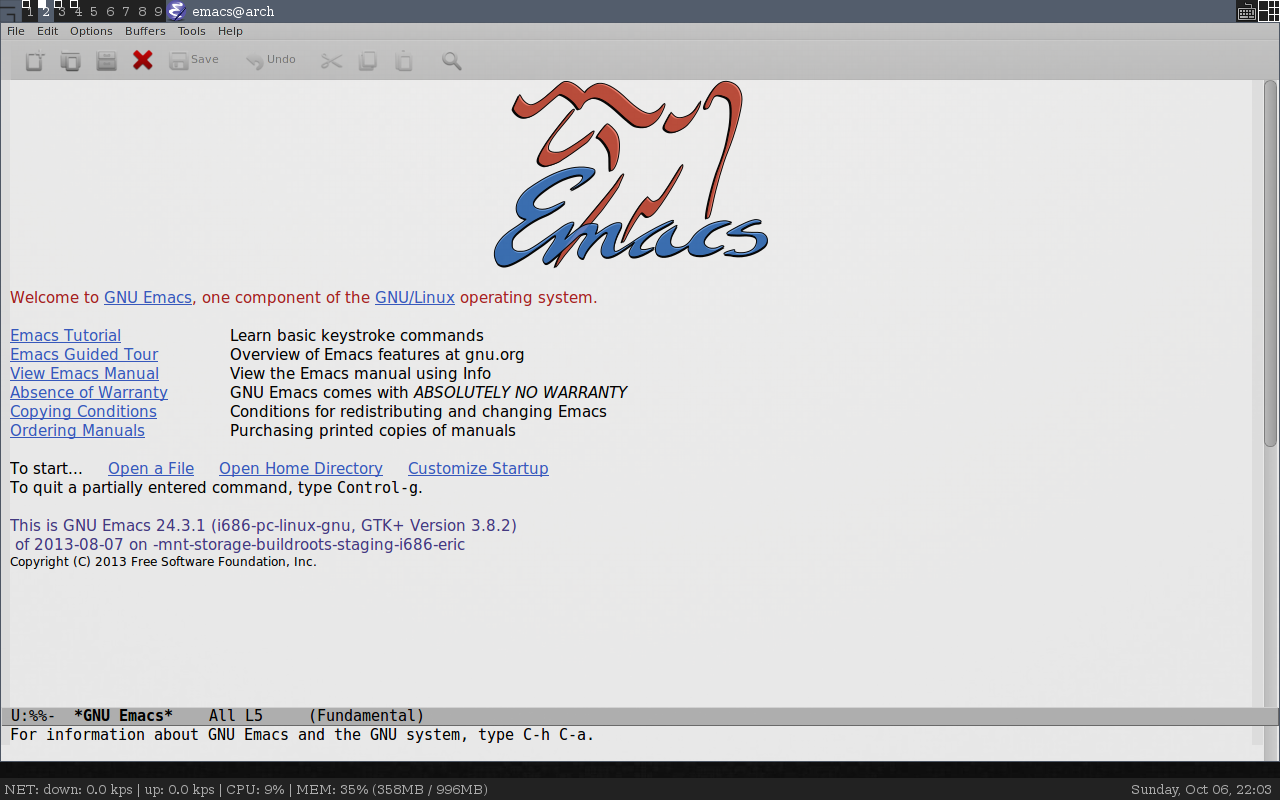 1 2 3 4 5 6 7 8 9 emacs@arch
File Edit Options Buffers Tools Help
Save Undo
Emacs
Welcome to GNU Emacs, one component of the GNU/Linux operating system.
Emacs Tutorial Learn basic keystroke commands
Emacs Guided Tour Overview of Emacs features at gnu.org
View Emacs Manual View the Emacs manual using Info
Absence of Warranty GNU Emacs comes with ABSOLUTELY NO WARRANTY
Copying Conditions Conditions for redistributing and changing Emacs
Ordering Manuals Purchasing printed copies of manuals
To start... Open a File Open Home Directory Customize Startup
To quit a partially entered command, type Control-g.
This is GNU Emacs 24.3.1 (i686-pc-linux-gnu, GTK+ Version 3.8.2)
of 2013-08-07 on -mnt-storage-buildroots-staging-i686-eric
Copyright (C) 2013 Free Software Foundation, Inc.
U:%%- *GNU Emacs* All L5 (Fundamental)
For information about GNU Emacs and the GNU system, type C-h C-a.
NET: down: 0.0 kps | up: 0.0 kps | CPU: 9% | MEM: 35% (358MB / 996MB) Sunday, Oct 06, 22:03